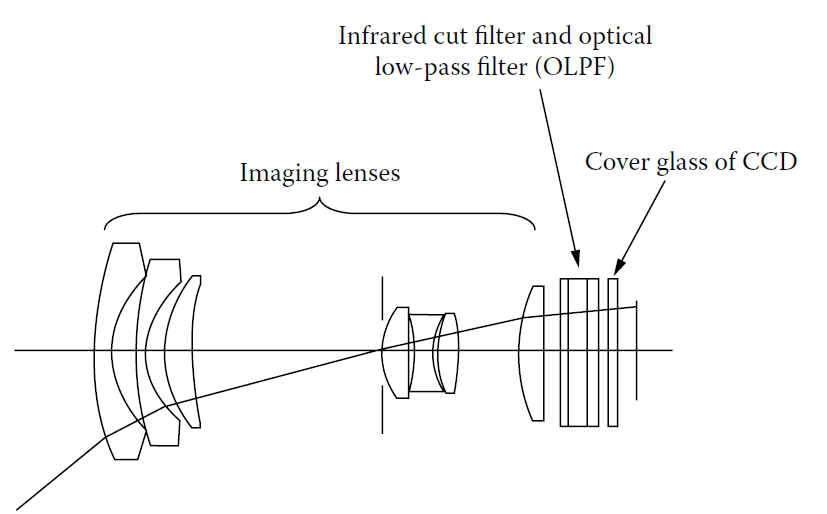 Infrared cut filter and optical
low-pass filter (OLPF)
Cover glass of CCD
Imaging lenses